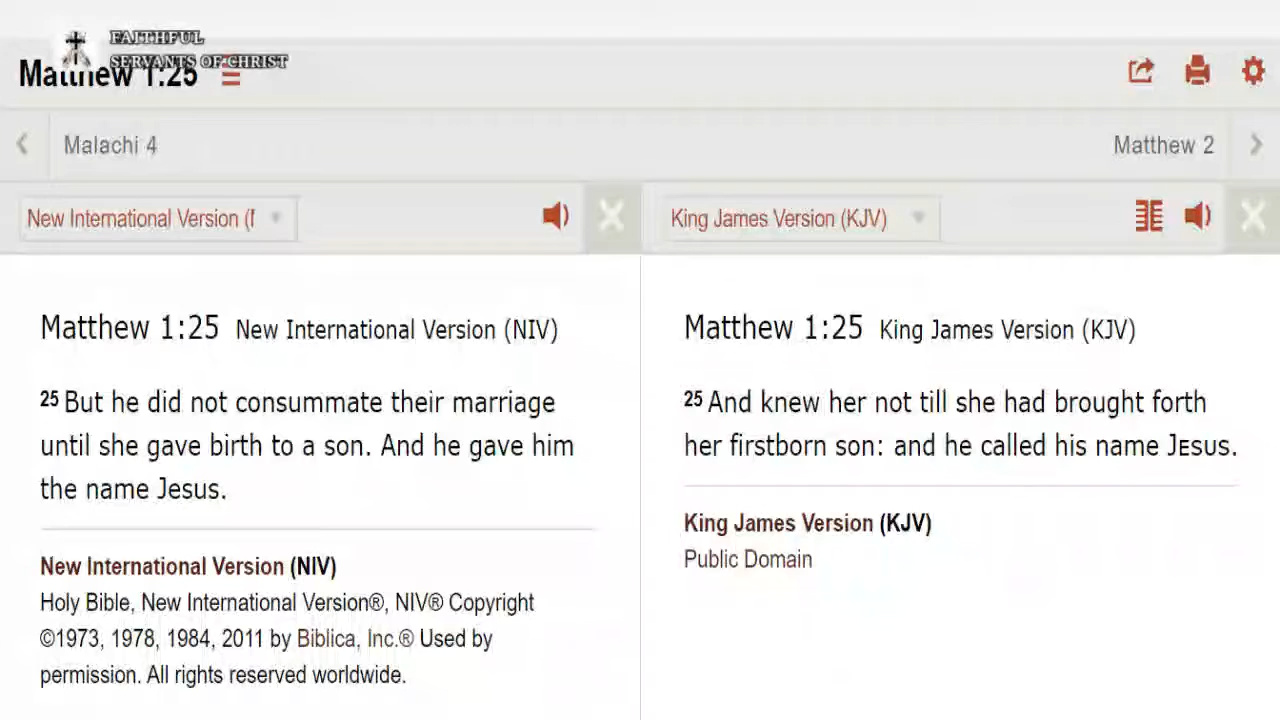 FAITHFUL
SERVANTS OF CHRIST
Matthew 1:25
Malachi 4
Matthew 2
New International Version (
King James Version (KJV)
Matthew 1:25 New International Version (NIV)
25 But he did not consummate their marriage
until she gave birth to a son. And he gave him
the name Jesus.
New International Version (NIV)
Holy Bible, New International Version®, NIV® Copyright
©1973, 1978, 1984, 2011 by Biblica, Inc.® Used by
permission. All rights reserved worldwide.
Matthew 1:25 King James Version (KJV)
25 And knew her not till she had brought forth
her firstborn son: and he called his name JESUS.
King James Version (KJV)
Public Domain